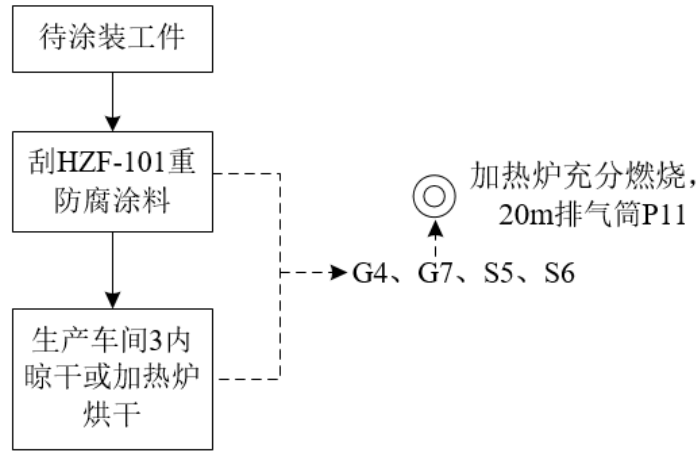 待涂装工件
刮HZF-101重
防腐涂料
加热炉充分燃烧，
20m排气筒P11
G4、G7、S5、S6
生产车间3内
晾干或加热炉
烘干